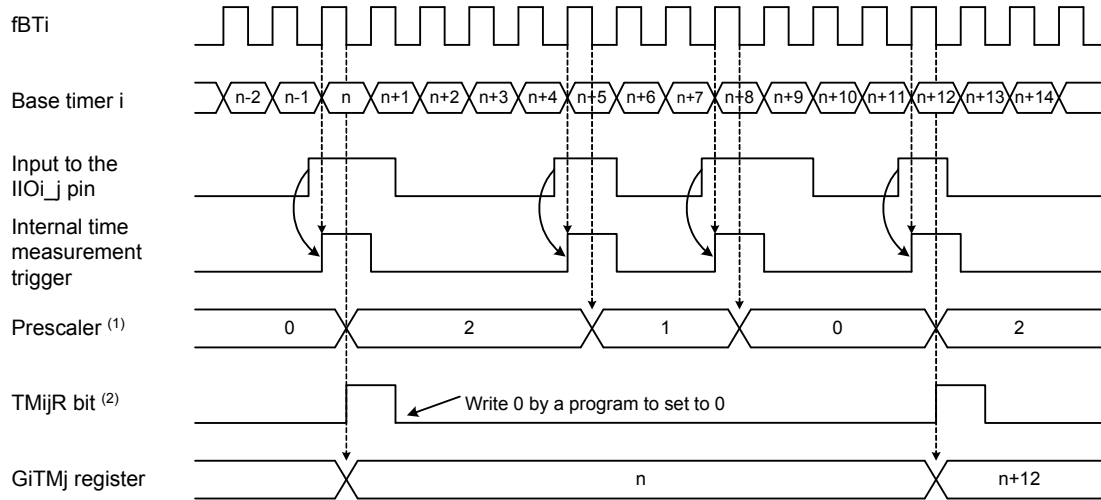 fBTi
Base timer i
n-2 n-1 n n+1 n+2 n+3 n+4 n+5 n+6 n+7 n+8 n+9 n+10 n+11 n+12 n+13 n+14
Input to the
IIOi_j pin
Internal time
measurement
trigger
Prescaler (1)
0 2 1 0 2
TMijR bit (2)
Write 0 by a program to set to 0
GiTMj register
n n+12